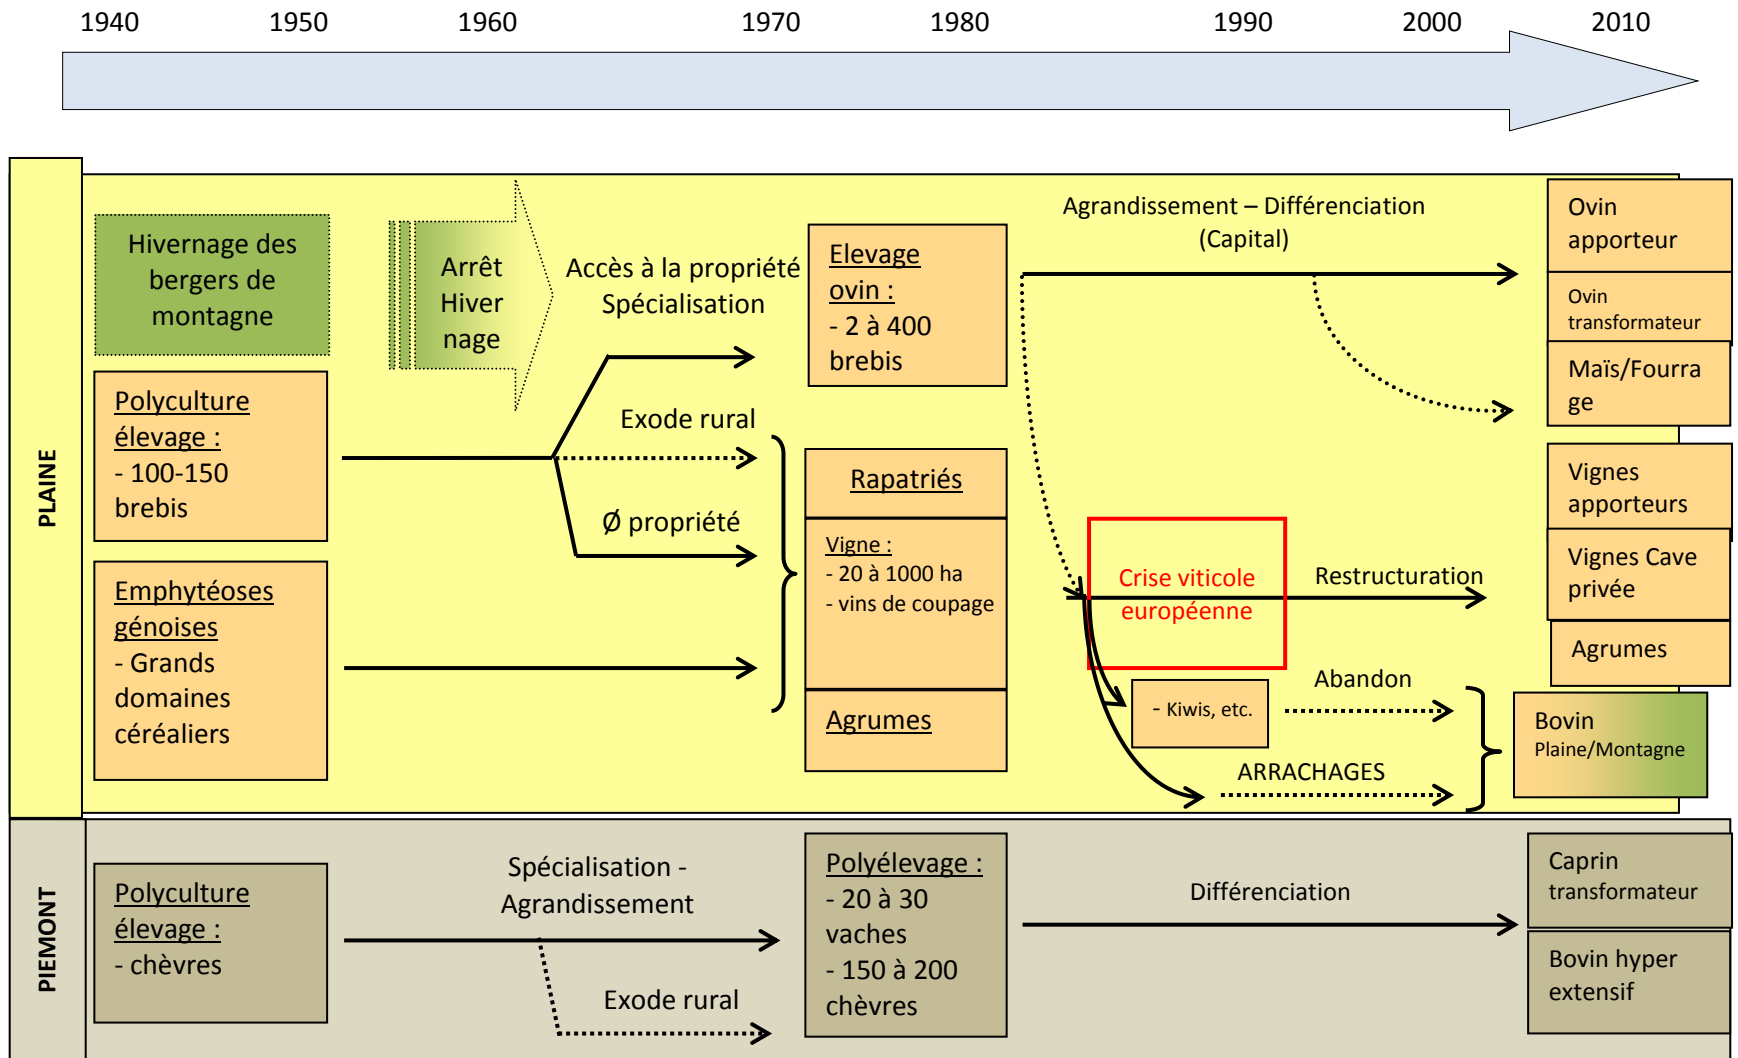 1940 1950 1960 1970 1980 1990 2000 2010
PLAINE
Hivernage des
bergers de
montagne
Arrêt
Hiver
nage
Accès à la propriété
Spécialisation
Elevage
ovin :
- 2 à 400
brebis
Agrandissement – Différenciation
(Capital)
Ovin
apporteur
Ovin
transformateur
Maïs/Fourra
ge
Polyculture
élevage :
- 100-150
brebis
Exode rural
Ø propriété
Rapatriés
Vigne :
- 20 à 1000 ha
- vins de coupage
Agrumes
Emphytéoses
génoises
- Grands
domaines
céréaliers
Crise viticole
européenne
Restructuration
Vignes
apporteurs
Vignes Cave
privée
Agrumes
- Kiwis, etc.
Abandon
ARRACHAGES
Bovin
Plaine/Montagne
PIEMONT
Polyculture
élevage :
- chèvres
Spécialisation -
Agrandissement
Exode rural
Polyélevage :
- 20 à 30
vaches
- 150 à 200
chèvres
Différenciation
Caprin
transformateur
Bovin hyper
extensif